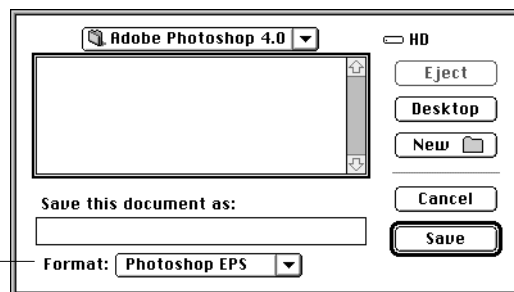 Adobe Photoshop 4.0
HD
Eject
Desktop
New
Save this document as:
Cancel
Save
Format: Photoshop EPS